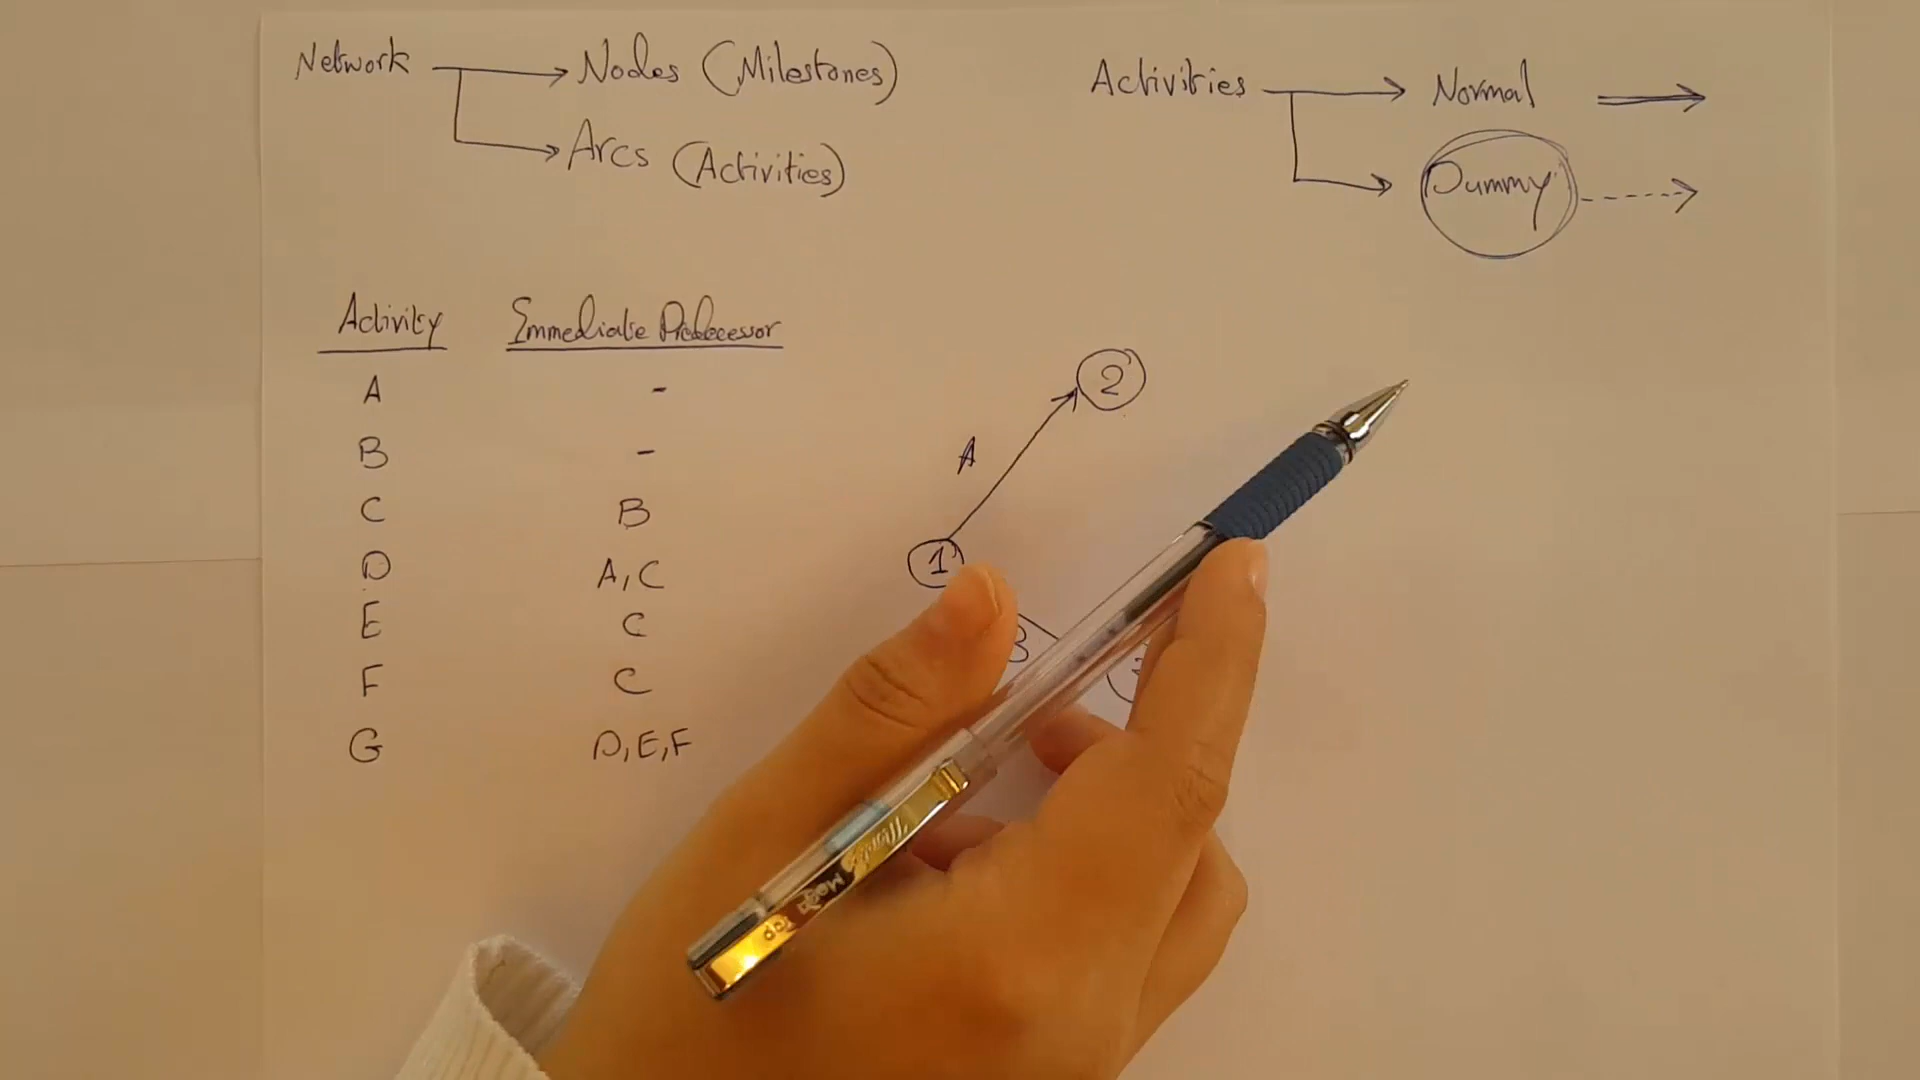 Network → Nodes (Milestones)
→ Arcs (Activities)
Activities → Normal →
→ Dummy ---->
Activity Immediate Predecessor
A -
B -
C B
D A,C
E C
F C
G D,E,F
2
A
1
B